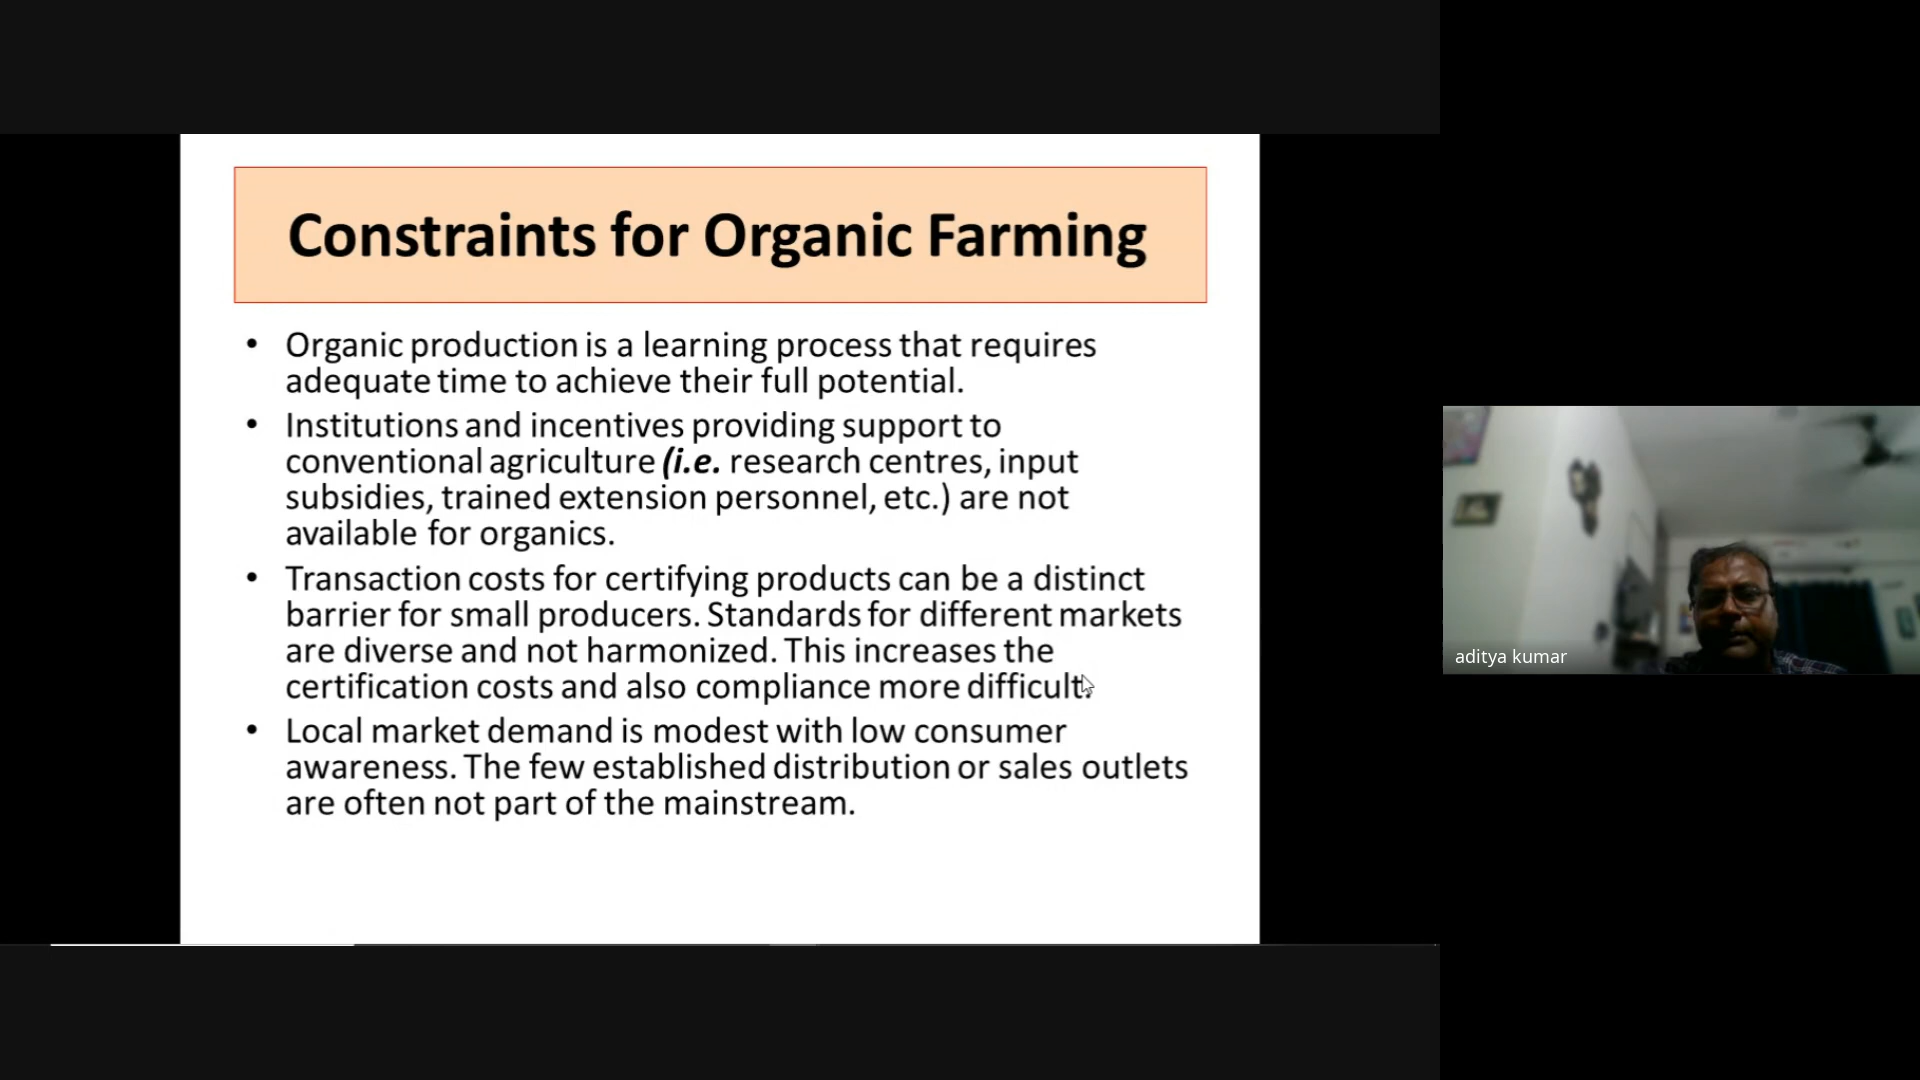 Constraints for Organic Farming
• Organic production is a learning process that requires
adequate time to achieve their full potential.
• Institutions and incentives providing support to
conventional agriculture (i.e. research centres, input
subsidies, trained extension personnel, etc.) are not
available for organics.
• Transaction costs for certifying products can be a distinct
barrier for small producers. Standards for different markets
are diverse and not harmonized. This increases the
certification costs and also compliance more difficult.
• Local market demand is modest with low consumer
awareness. The few established distribution or sales outlets
are often not part of the mainstream.
aditya kumar